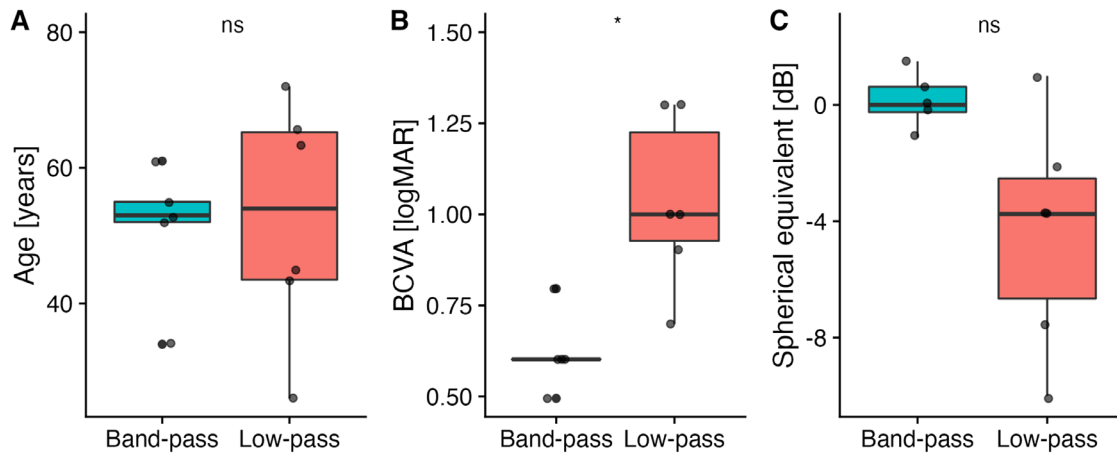 A
ns
Age [years]
80
60
40
Band-pass
Low-pass
B
*
BCVA [logMAR]
1.50
1.25
1.00
0.75
0.50
Band-pass
Low-pass
C
ns
Spherical equivalent [dB]
0
-4
-8
Band-pass
Low-pass